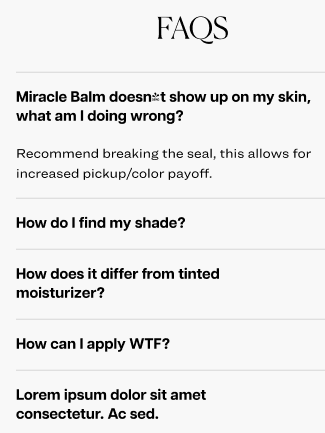 FAQS
Miracle Balm doesn⁂t show up on my skin,
what am I doing wrong?
Recommend breaking the seal, this allows for
increased pickup/color payoff.
How do I find my shade?
How does it differ from tinted
moisturizer?
How can I apply WTF?
Lorem ipsum dolor sit amet
consectetur. Ac sed.